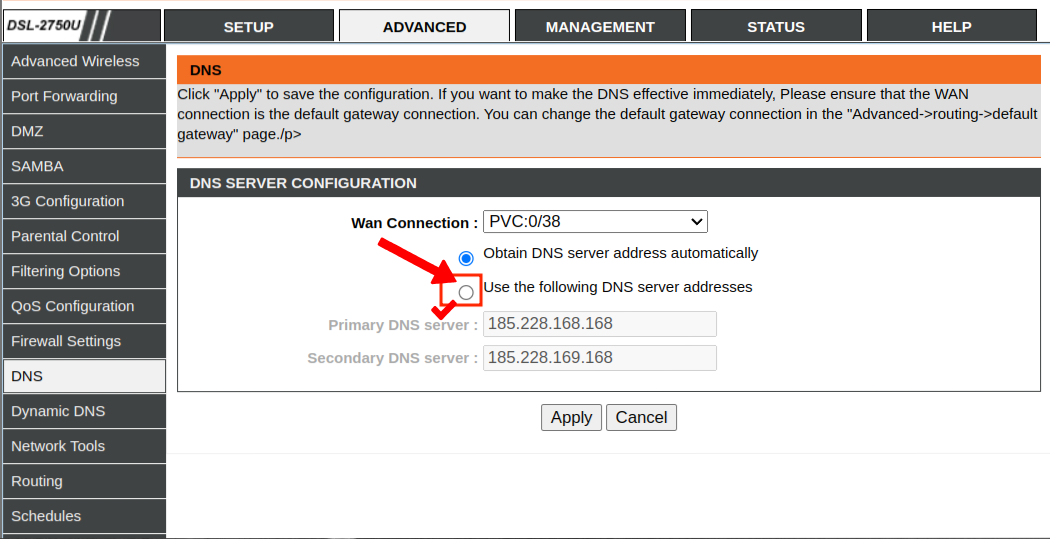 DSL-2750U
SETUP
ADVANCED
MANAGEMENT
STATUS
HELP
Advanced Wireless
Port Forwarding
DMZ
SAMBA
3G Configuration
Parental Control
Filtering Options
QoS Configuration
Firewall Settings
DNS
Dynamic DNS
Network Tools
Routing
Schedules
DNS
Click "Apply" to save the configuration. If you want to make the DNS effective immediately, Please ensure that the WAN
connection is the default gateway connection. You can change the default gateway connection in the "Advanced->routing->default
gateway" page./p>
DNS SERVER CONFIGURATION
Wan Connection : PVC:0/38
Obtain DNS server address automatically
Use the following DNS server addresses
Primary DNS server : 185.228.168.168
Secondary DNS server : 185.228.169.168
Apply Cancel